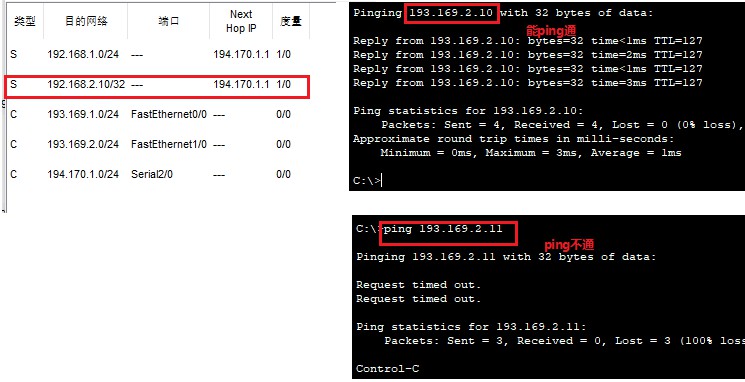 类型 目的网络 端口 Next Hop IP 度量
S 192.168.1.0/24 --- 194.170.1.1 1/0
S 192.168.2.10/32 --- 194.170.1.1 1/0
C 193.169.1.0/24 FastEthernet0/0 --- 0/0
C 193.169.2.0/24 FastEthernet1/0 --- 0/0
C 194.170.1.0/24 Serial2/0 --- 0/0
Pinging 193.169.2.10 with 32 bytes of data:
能ping通
Reply from 193.169.2.10: bytes=32 time<1ms TTL=127
Reply from 193.169.2.10: bytes=32 time=2ms TTL=127
Reply from 193.169.2.10: bytes=32 time<1ms TTL=127
Reply from 193.169.2.10: bytes=32 time=3ms TTL=127
Ping statistics for 193.169.2.10:
Packets: Sent = 4, Received = 4, Lost = 0 (0% loss),
Approximate round trip times in milli-seconds:
Minimum = 0ms, Maximum = 3ms, Average = 1ms
C:\>
C:\>ping 193.169.2.11
ping不通
Pinging 193.169.2.11 with 32 bytes of data:
Request timed out.
Request timed out.
Ping statistics for 193.169.2.11:
Packets: Sent = 3, Received = 0, Lost = 3 (100% loss
Control-C